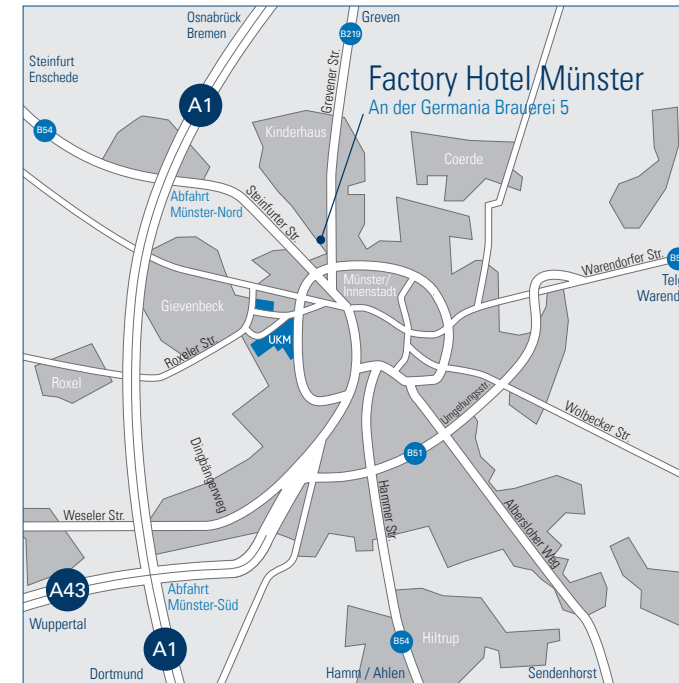 Osnabrück
Bremen
Greven
B219
Steinfurt
Enschede
Factory Hotel Münster
An der Germania Brauerei 5
A1
Grevener Str.
B54
Kinderhaus
Coerde
Abfahrt
Münster-Nord
Steinfurter Str.
Warendorfer Str.
Münster/
Innenstadt
Gievenbeck
UKM
Roxeler Str.
Roxel
Umgehungsstr.
Wolbecker Str.
Dingbängerweg
B51
Weseler Str.
Hammer Str.
Albersloher Weg
A43
Abfahrt
Münster-Süd
Wuppertal
A1
B54
Hiltrup
Dortmund
Hamm / Ahlen
Sendenhorst